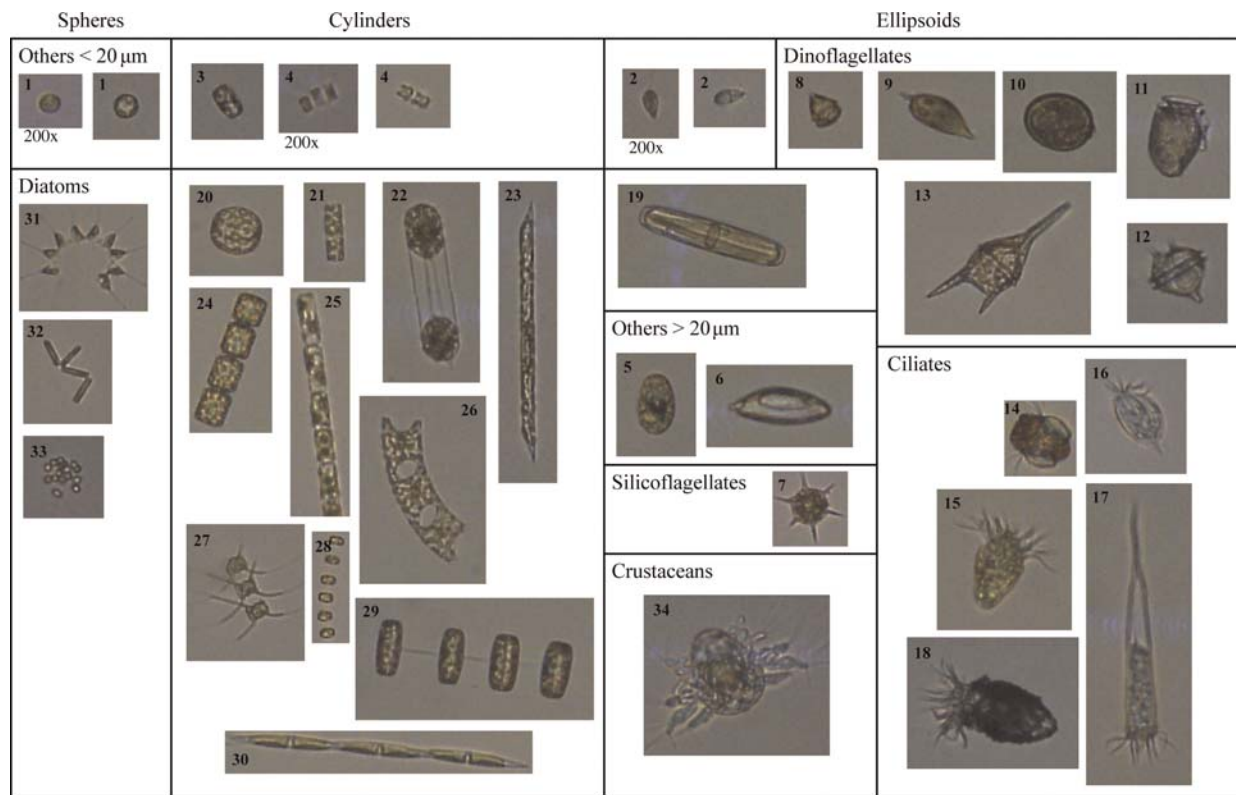 Spheres Cylinders Ellipsoids
Others < 20 μm
Dinoflagellates
1 1 3 4 4 2 2 8 9 10 11
200x 200x 200x
13 12
Diatoms
31 20 21 22 23 19
24 25
32
Others > 20 μm
Ciliates
5 6 14 16
26
33
Silicoflagellates
7
15 17
27 28
Crustaceans
29 34
18
30